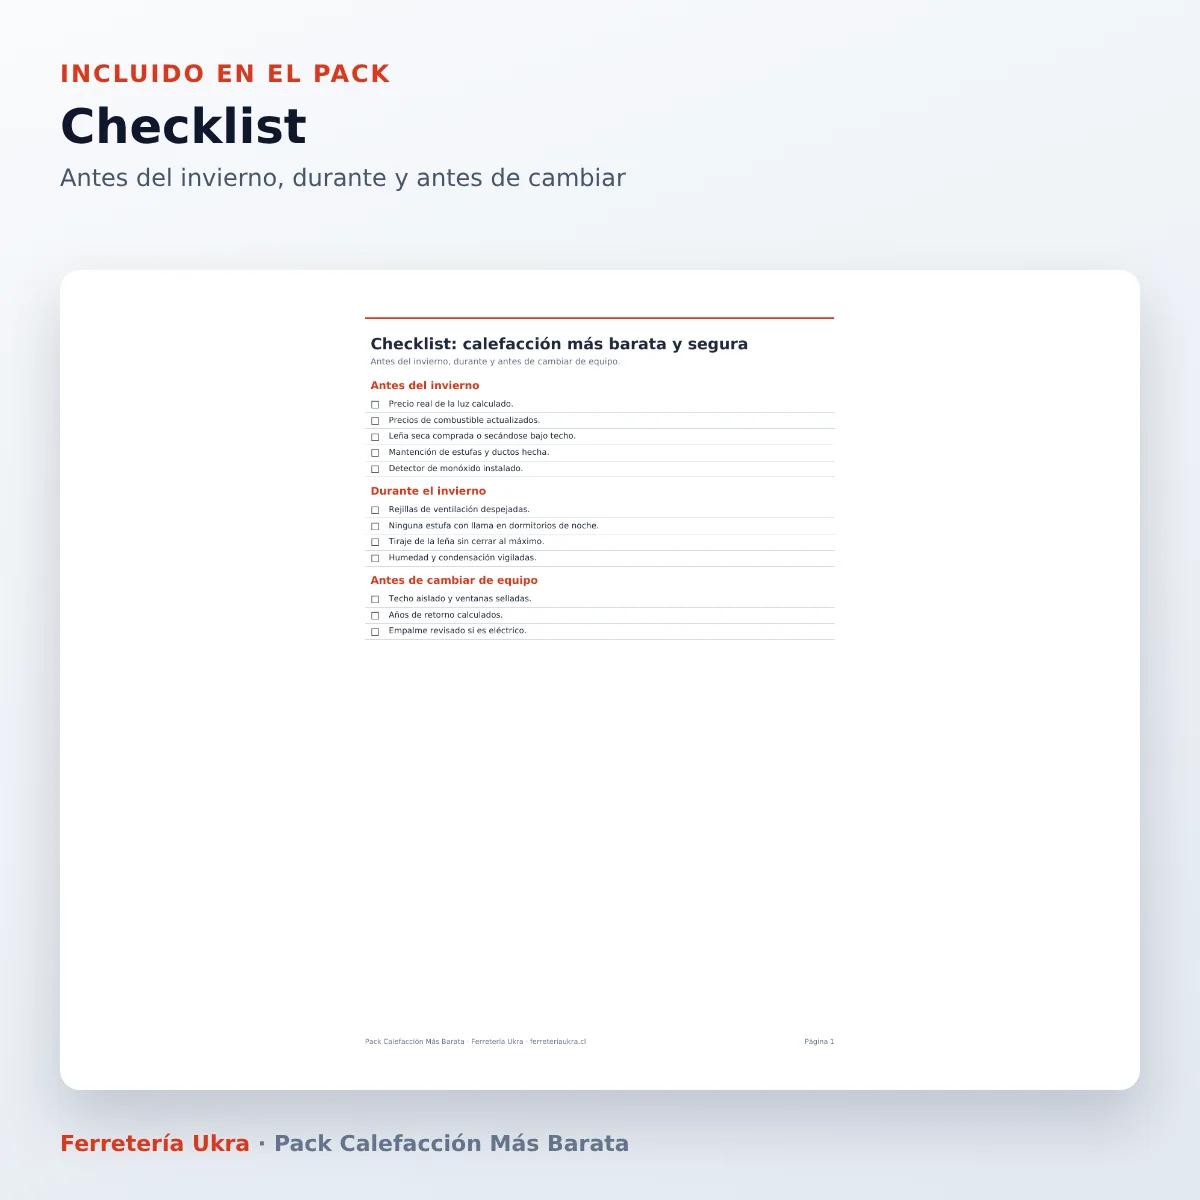 INCLUIDO EN EL PACK
Checklist
Antes del invierno, durante y antes de cambiar
Checklist: calefacción más barata y segura
Antes del invierno, durante y antes de cambiar de equipo.
Antes del invierno
Precio real de la luz calculado.
Precios de combustible actualizados.
Leña seca comprada o secándose bajo techo.
Mantención de estufas y ductos hecha.
Detector de monóxido instalado.
Durante el invierno
Rejillas de ventilación despejadas.
Ninguna estufa con llama en dormitorios de noche.
Tiraje de la leña sin cerrar al máximo.
Humedad y condensación vigiladas.
Antes de cambiar de equipo
Techo aislado y ventanas selladas.
Años de retorno calculados.
Empalme revisado si es eléctrico.
Pack Calefacción Más Barata · Ferretería Ukra · ferreteriaukra.cl Página 1
Ferretería Ukra · Pack Calefacción Más Barata